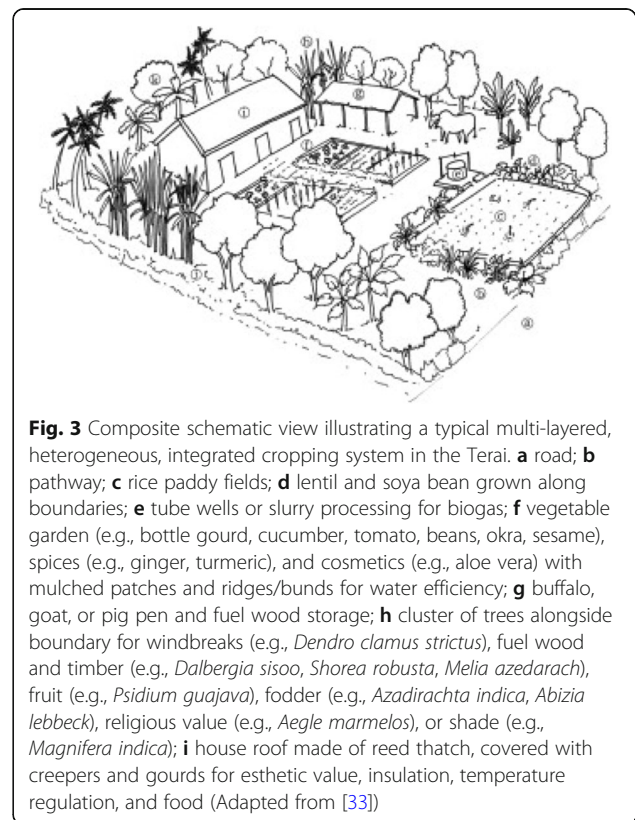 ⓗ
ⓖ
ⓘ
ⓕ
ⓓ
ⓔ
ⓒ
ⓐ
Fig. 3 Composite schematic view illustrating a typical multi-layered,
heterogeneous, integrated cropping system in the Terai. a road; b
pathway; c rice paddy fields; d lentil and soya bean grown along
boundaries; e tube wells or slurry processing for biogas; f vegetable
garden (e.g., bottle gourd, cucumber, tomato, beans, okra, sesame),
spices (e.g., ginger, turmeric), and cosmetics (e.g., aloe vera) with
mulched patches and ridges/bunds for water efficiency; g buffalo,
goat, or pig pen and fuel wood storage; h cluster of trees alongside
boundary for windbreaks (e.g., Dendro clamus strictus), fuel wood
and timber (e.g., Dalbergia sisoo, Shorea robusta, Melia azedarach),
fruit (e.g., Psidium guajava), fodder (e.g., Azadirachta indica, Abizia
lebbeck), religious value (e.g., Aegle marmelos), or shade (e.g.,
Magnifera indica); i house roof made of reed thatch, covered with
creepers and gourds for esthetic value, insulation, temperature
regulation, and food (Adapted from [33])